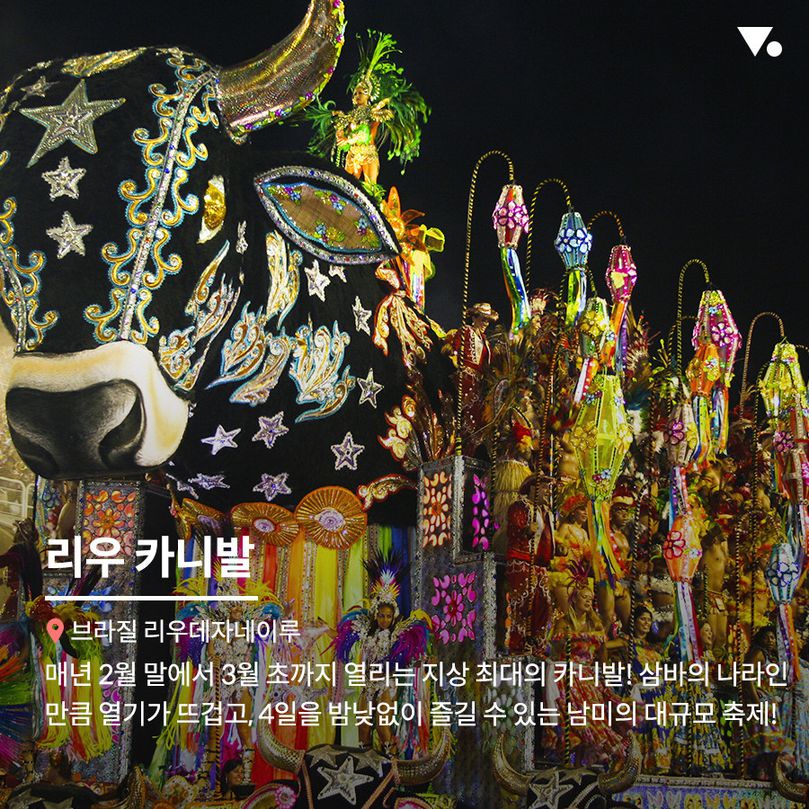 리우 카니발
브라질 리우데자네이루
매년 2월 말에서 3월 초까지 열리는 지상 최대의 카니발! 삼바의 나라인
만큼 열기가 뜨겁고, 4일을 밤낮없이 즐길 수 있는 남미의 대규모 축제!